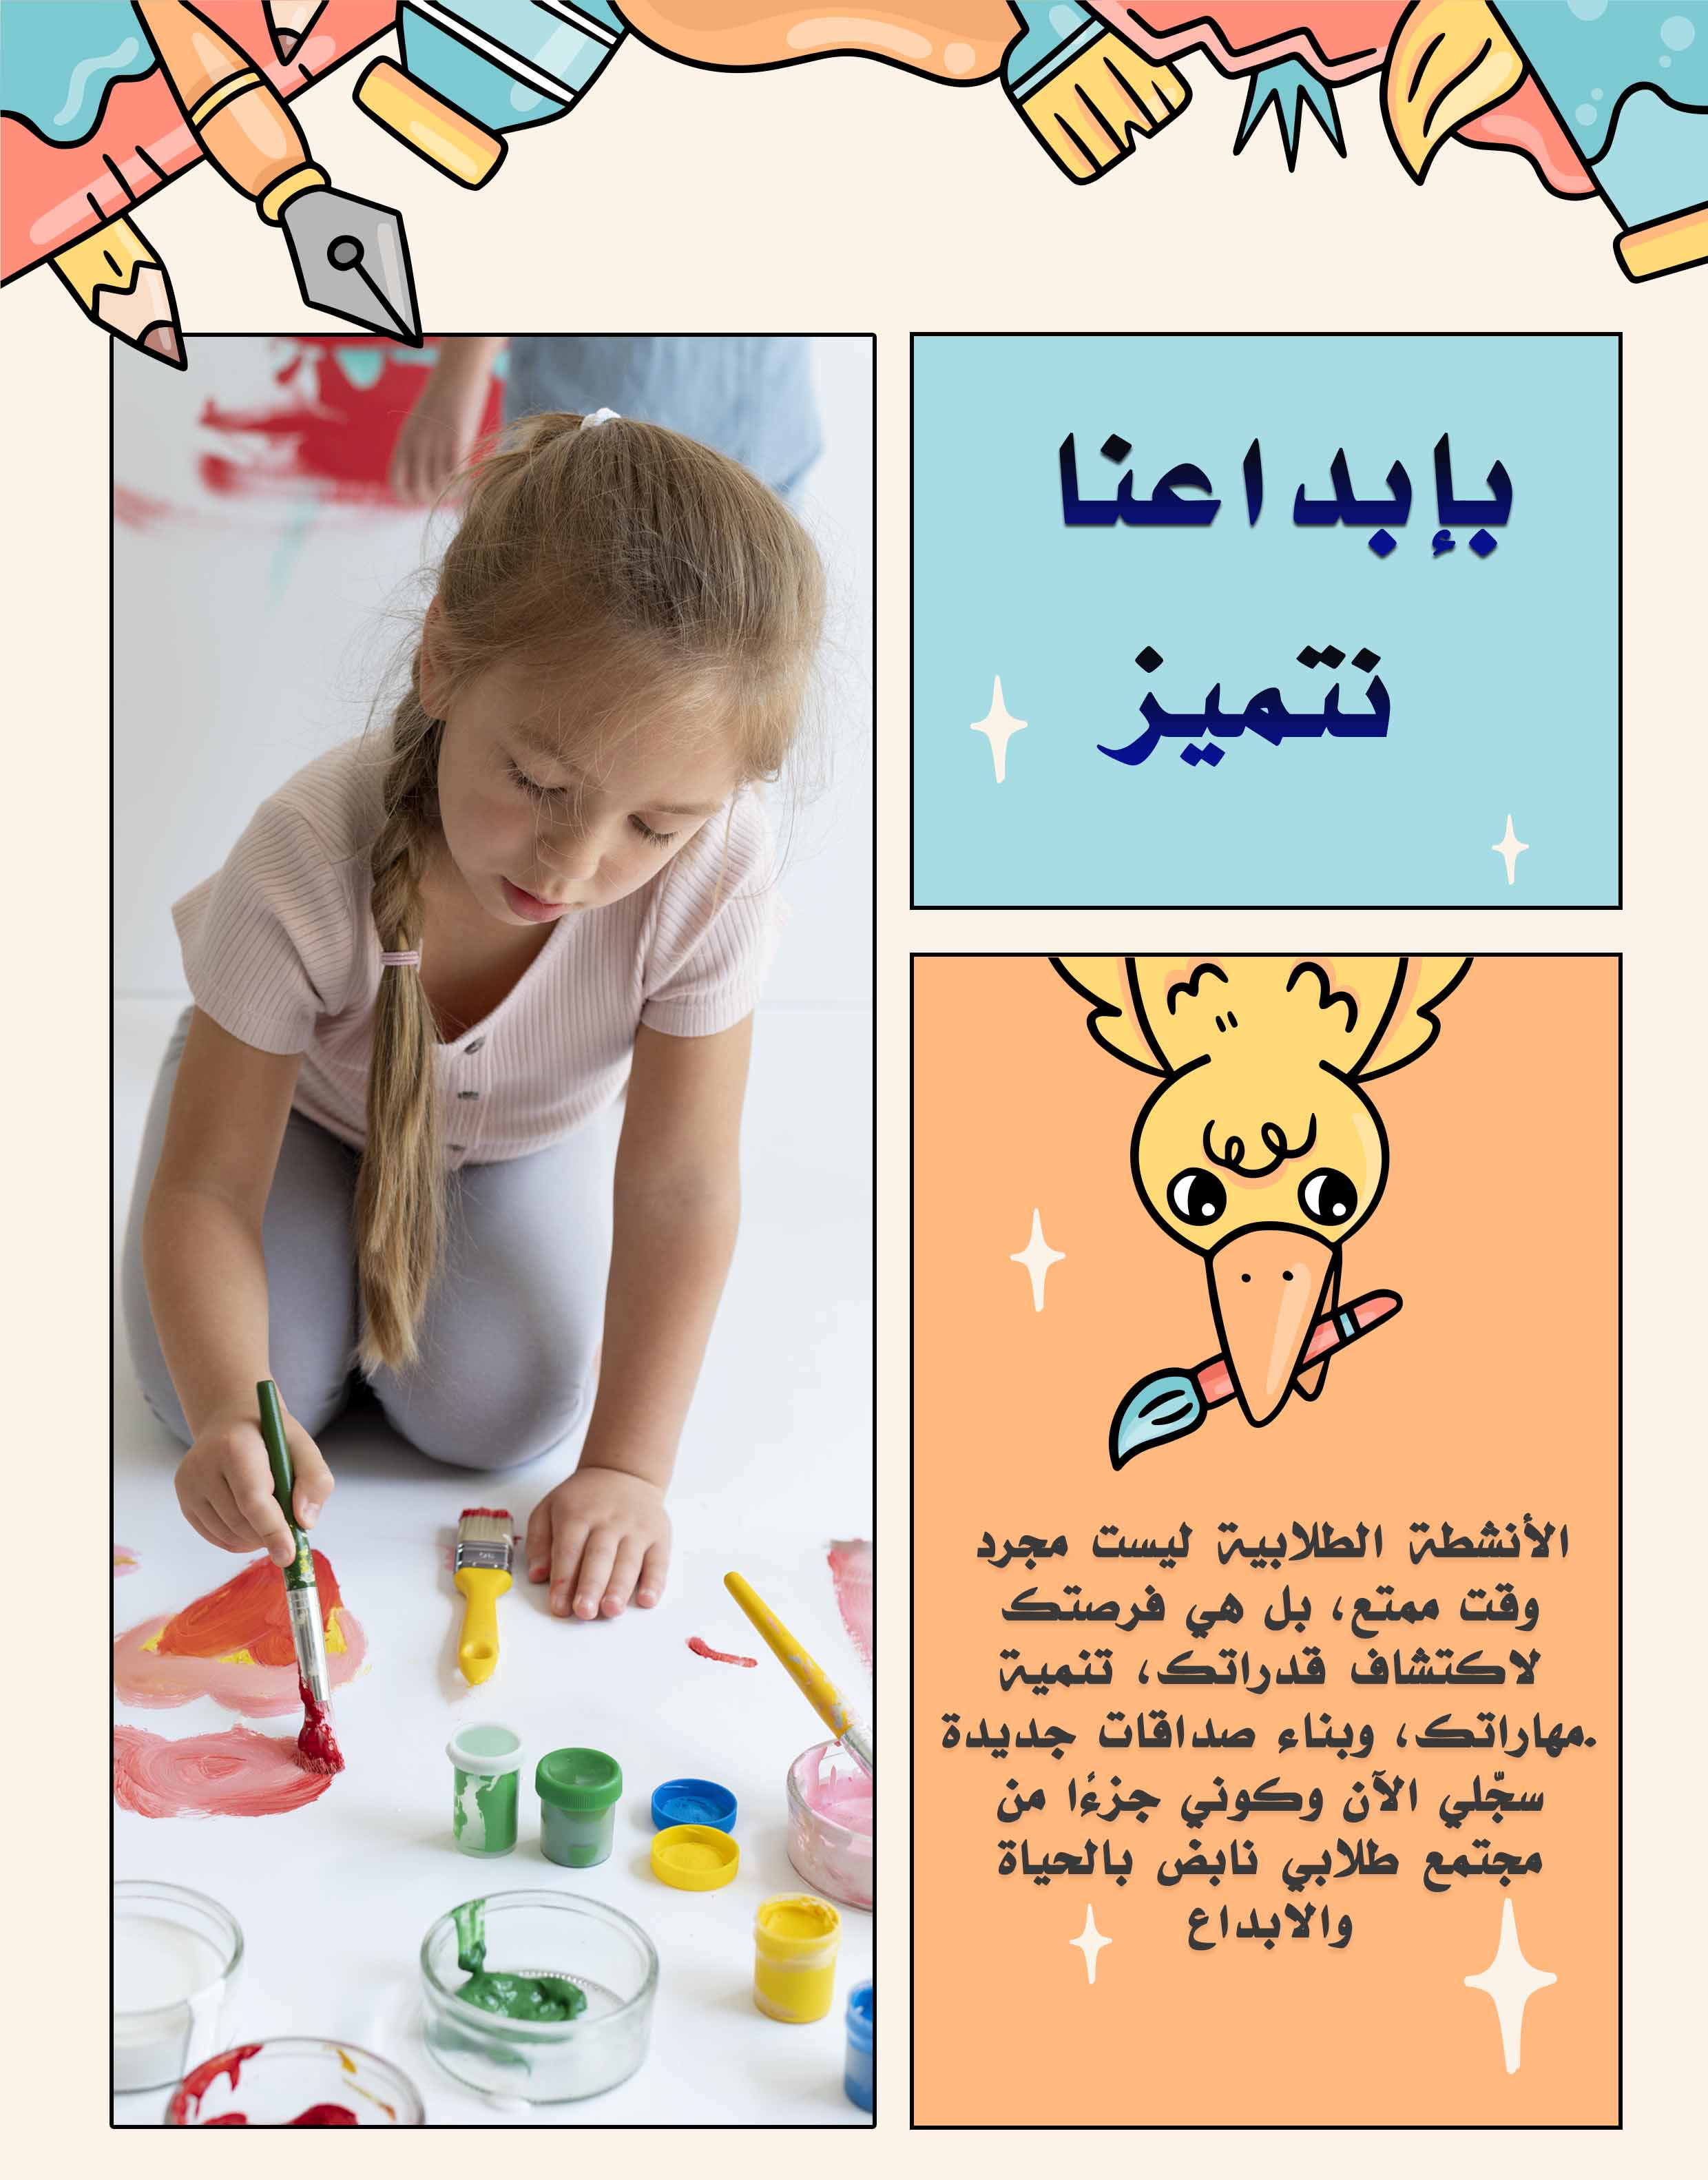 بإبداعنا
نتميز
الأنشطة الطلابية ليست مجرد
وقت ممتع، بل هي فرصتك
لاكتشاف قدراتك، تنمية
مهاراتك، وبناء صداقات جديدة.
سجّلي الآن وكوني جزءًا من
مجتمع طلابي نابض بالحياة
والابداع